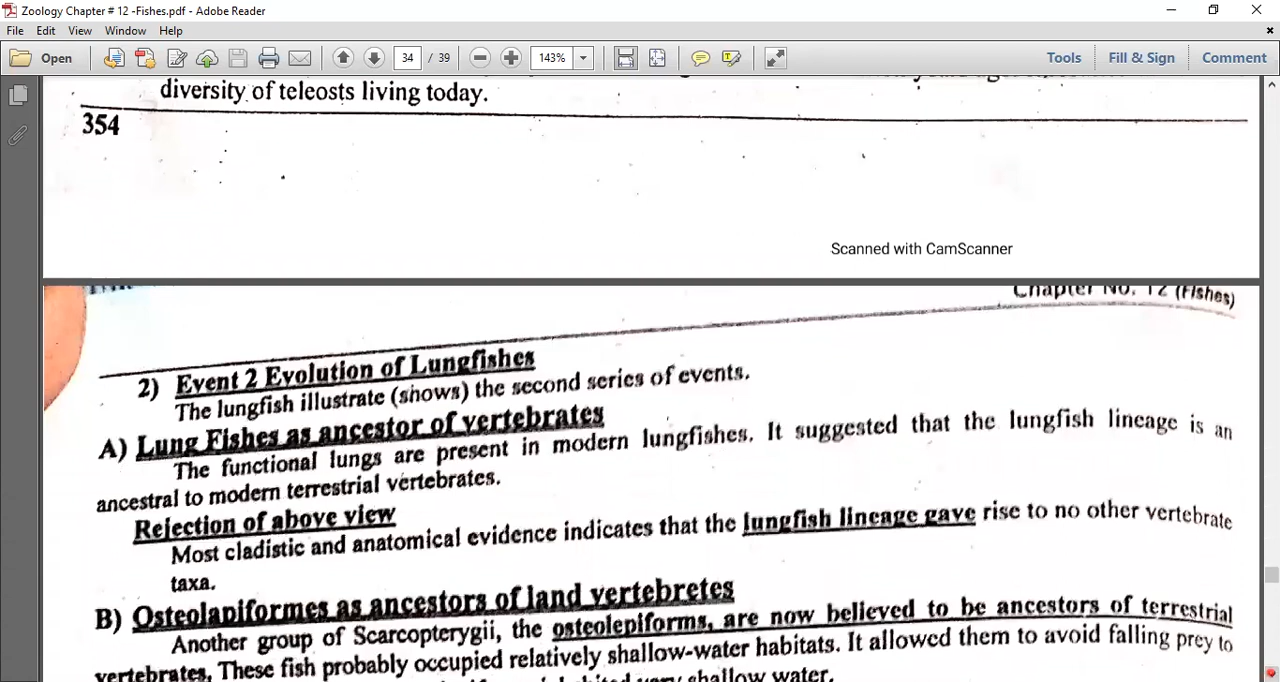 Zoology Chapter # 12 -Fishes.pdf - Adobe Reader
File Edit View Window Help
Open 34 / 39 143% Tools Fill & Sign Comment
diversity of teleosts living today.
354
Scanned with CamScanner
Chapter No. 12 (Fishes)
2) Event 2 Evolution of Lungfishes
The lungfish illustrate (shows) the second series of events.
A) Lung Fishes as ancestor of vertebrates
The functional lungs are present in modern lungfishes. It suggested that the lungfish lineage is an
ancestral to modern terrestrial vertebrates.
Rejection of above view
Most cladistic and anatomical evidence indicates that the lungfish lineage gave rise to no other vertebrate
taxa.
B) Osteolapiformes as ancestors of land vertebretes
Another group of Scarcopterygii, the osteolepiforms, are now believed to be ancestors of terrestrial
vertebrates. These fish probably occupied relatively shallow-water habitats. It allowed them to avoid falling prey to
shallow water.